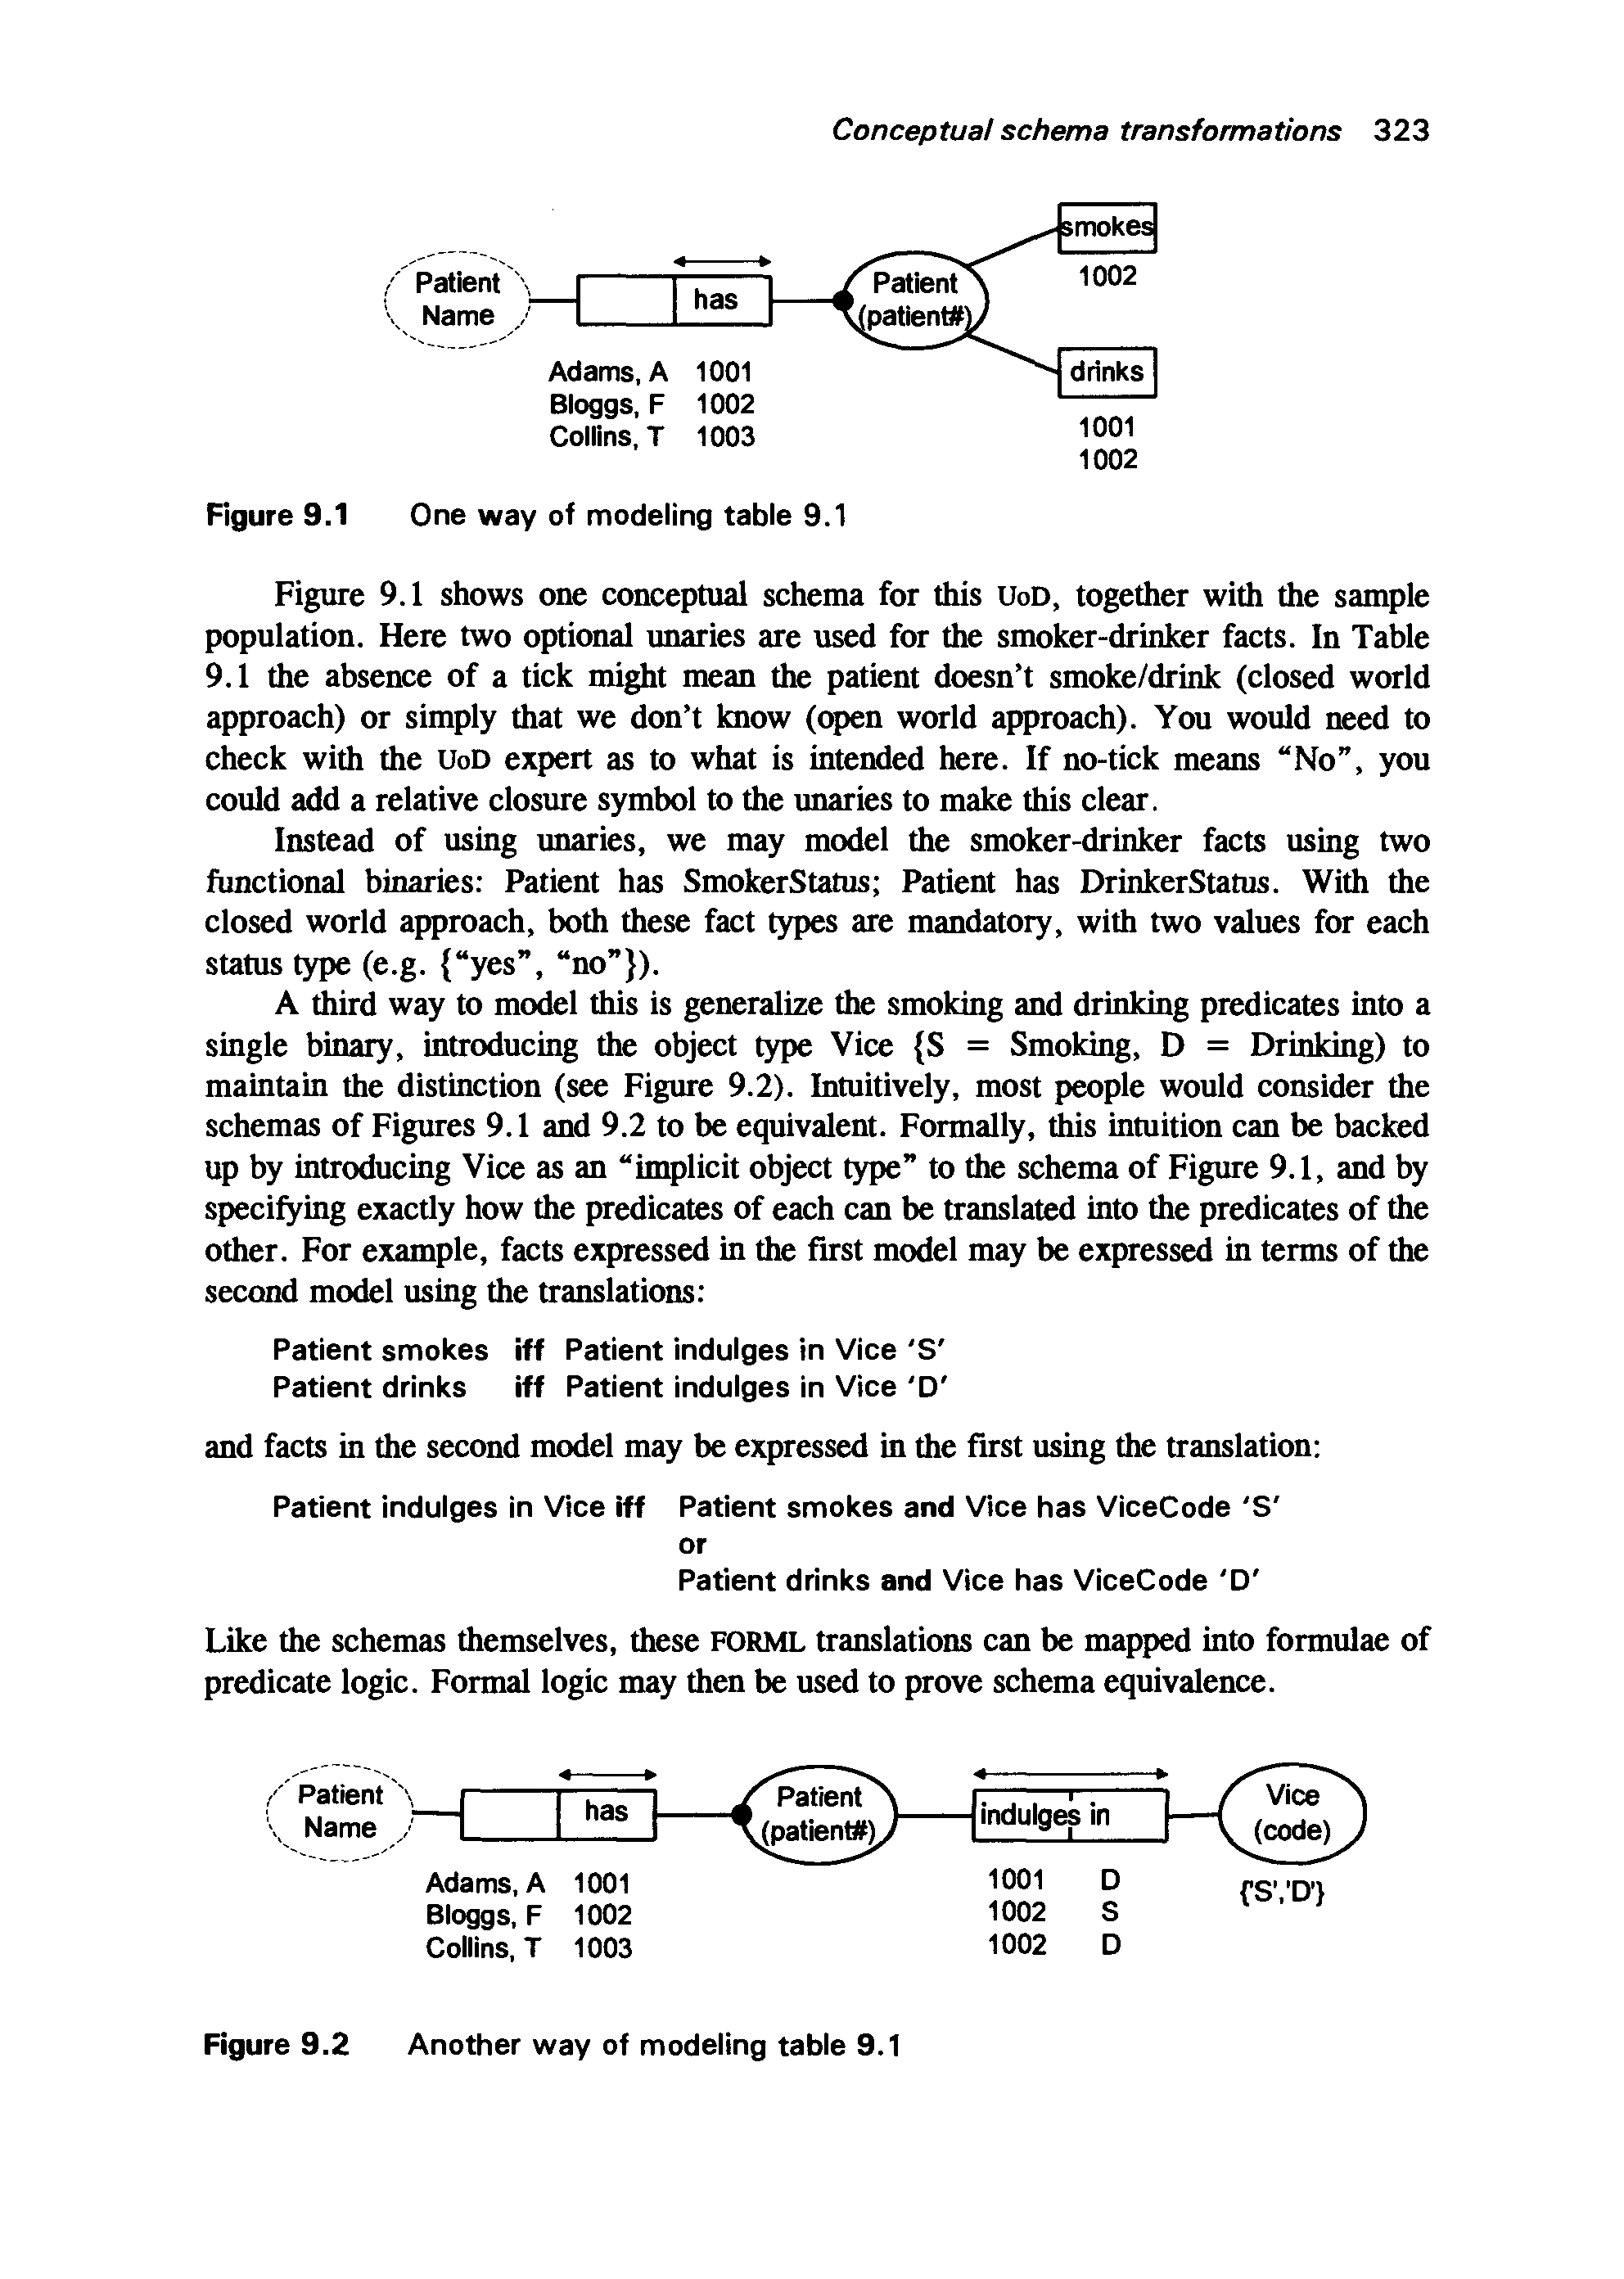 Conceptual schema transformations 323
smokes
Patient
Name
has
Patient
(patient#)
1002
drinks
Adams, A 1001
Bloggs, F 1002
Collins, T 1003
1001
1002
Figure 9.1 One way of modeling table 9.1
Figure 9.1 shows one conceptual schema for this UoD, together with the sample
population. Here two optional unaries are used for the smoker-drinker facts. In Table
9.1 the absence of a tick might mean the patient doesn't smoke/drink (closed world
approach) or simply that we don't know (open world approach). You would need to
check with the UoD expert as to what is intended here. If no-tick means “No”, you
could add a relative closure symbol to the unaries to make this clear.
Instead of using unaries, we may model the smoker-drinker facts using two
functional binaries: Patient has SmokerStatus; Patient has DrinkerStatus. With the
closed world approach, both these fact types are mandatory, with two values for each
status type (e.g. {“yes”, “no”}).
A third way to model this is generalize the smoking and drinking predicates into a
single binary, introducing the object type Vice {S = Smoking, D = Drinking) to
maintain the distinction (see Figure 9.2). Intuitively, most people would consider the
schemas of Figures 9.1 and 9.2 to be equivalent. Formally, this intuition can be backed
up by introducing Vice as an “implicit object type” to the schema of Figure 9.1, and by
specifying exactly how the predicates of each can be translated into the predicates of the
other. For example, facts expressed in the first model may be expressed in terms of the
second model using the translations:
Patient smokes iff Patient indulges in Vice 'S'
Patient drinks iff Patient indulges in Vice 'D'
and facts in the second model may be expressed in the first using the translation:
Patient indulges in Vice iff Patient smokes and Vice has ViceCode 'S'
or
Patient drinks and Vice has ViceCode 'D'
Like the schemas themselves, these FORML translations can be mapped into formulae of
predicate logic. Formal logic may then be used to prove schema equivalence.
Patient
Name
has
Patient
(patient#)
indulges in
Vice
(code)
Adams, A 1001
Bloggs, F 1002
Collins, T 1003
1001 D
1002 S
1002 D
{'S','D'}
Figure 9.2 Another way of modeling table 9.1